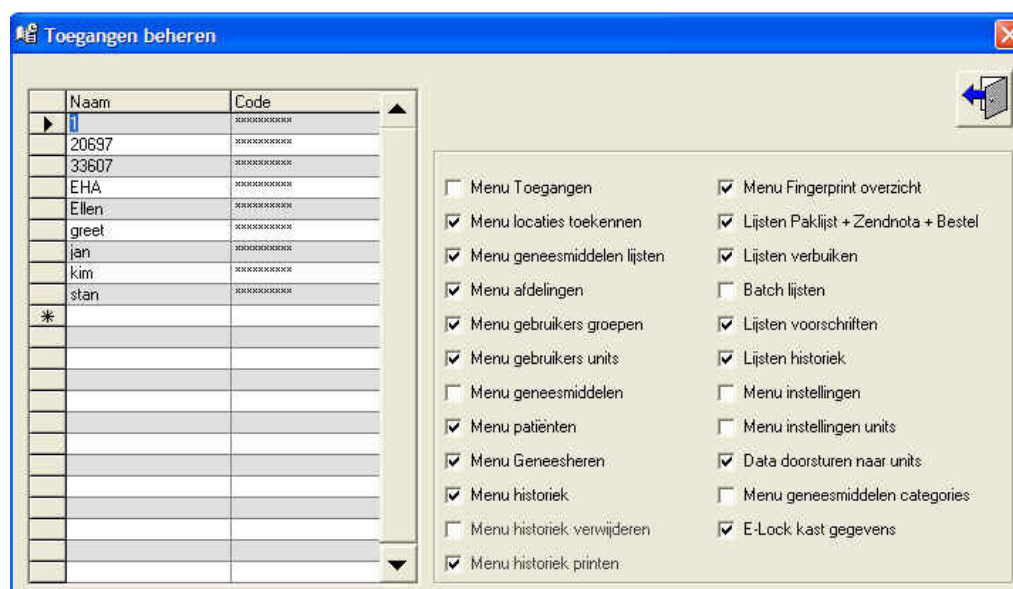 Toegangen beheren
Naam Code
1 **********
20697 **********
33607 **********
EHA **********
Ellen **********
greet **********
jan **********
kim **********
stan **********
*
Menu Toegangen
Menu locaties toekennen
Menu geneesmiddelen lijsten
Menu afdelingen
Menu gebruikers groepen
Menu gebruikers units
Menu geneesmiddelen
Menu patiënten
Menu Geneesheren
Menu historiek
Menu historiek verwijderen
Menu historiek printen
Menu Fingerprint overzicht
Lijsten Paklijst + Zendnota + Bestel
Lijsten verbuiken
Batch lijsten
Lijsten voorschriften
Lijsten historiek
Menu instellingen
Menu instellingen units
Data doorsturen naar units
Menu geneesmiddelen categories
E-Lock kast gegevens